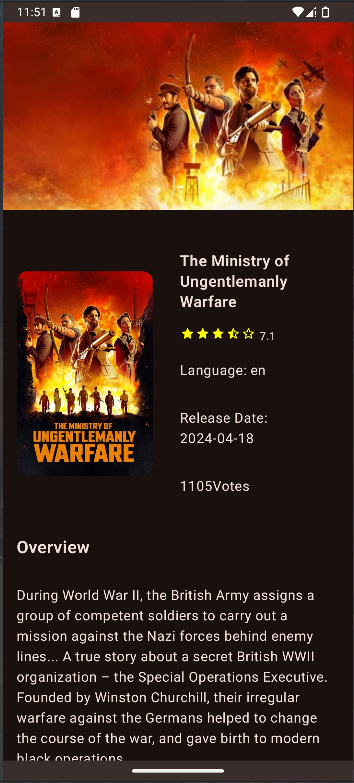 11:51
The Ministry of
Ungentlemanly
Warfare
7.1
Language: en
Release Date:
2024-04-18
1105Votes
THE MINISTRY OF
UNGENTLEMANLY
WARFARE
Overview
During World War II, the British Army assigns a
group of competent soldiers to carry out a
mission against the Nazi forces behind enemy
lines... A true story about a secret British WWII
organization – the Special Operations Executive.
Founded by Winston Churchill, their irregular
warfare against the Germans helped to change
the course of the war, and gave birth to modern
black operations.